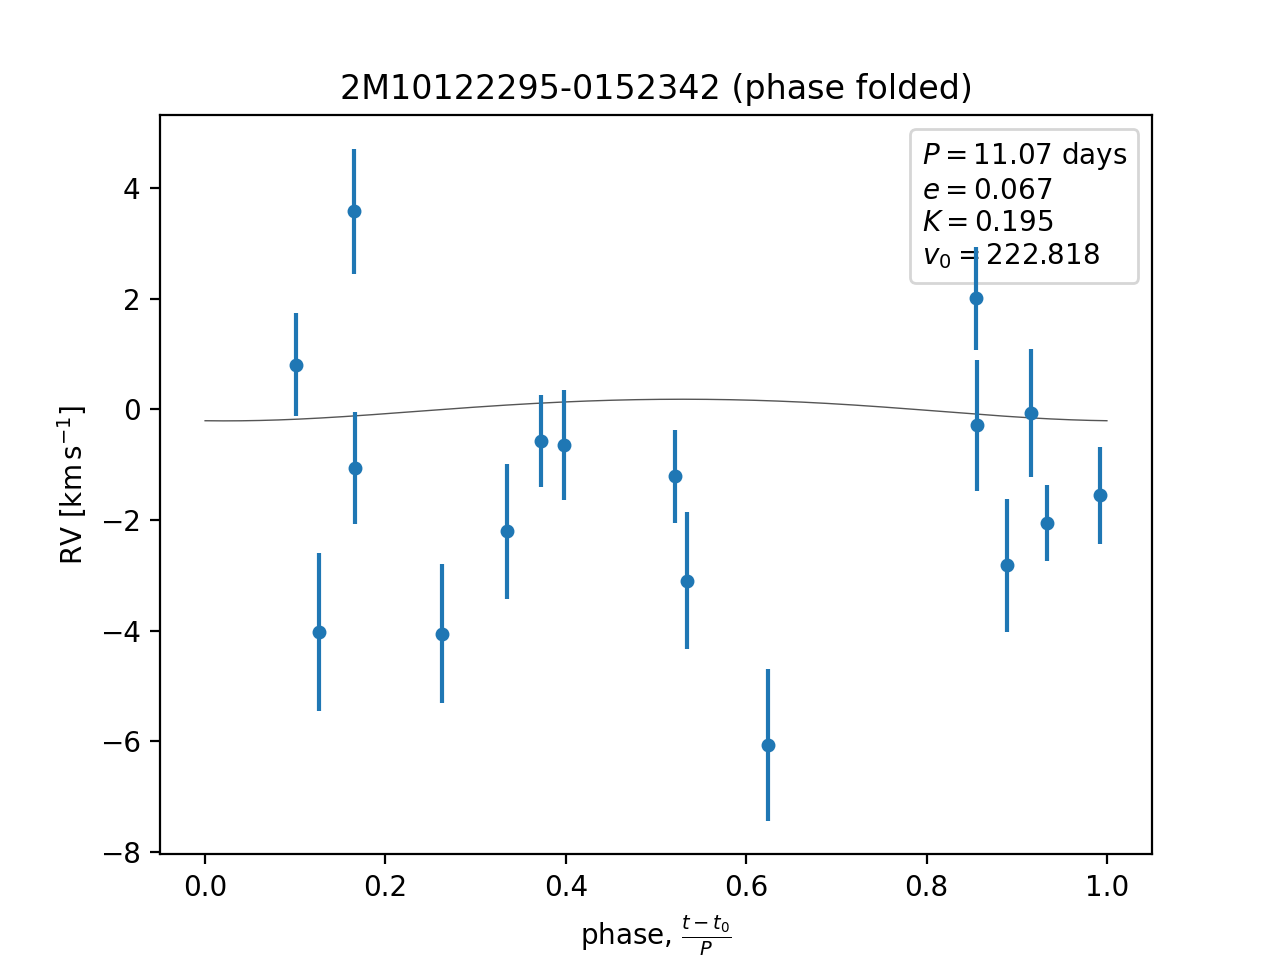 2M10122295-0152342 (phase folded)
P = 11.07 days
e = 0.067
K = 0.195
v₀ = 222.818
4
2
0
−2
−4
−6
−8
RV [km s⁻¹]
0.0 0.2 0.4 0.6 0.8 1.0
phase, (t − t₀)/P